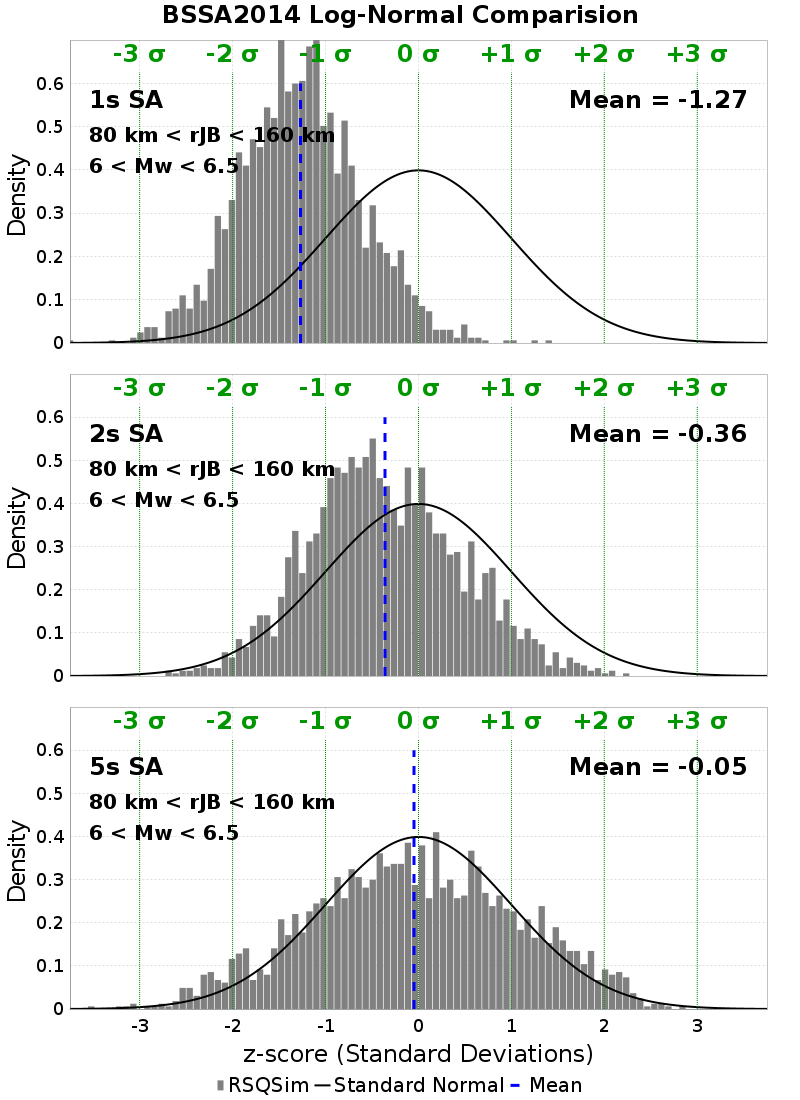 BSSA2014 Log-Normal Comparision
-3 σ -2 σ -1 σ 0 σ +1 σ +2 σ +3 σ
0.6
1s SA Mean = -1.27
0.5
80 km < rJB < 160 km
6 < Mw < 6.5
0.4
0.3
0.2
0.1
0
Density
-3 σ -2 σ -1 σ 0 σ +1 σ +2 σ +3 σ
0.6
2s SA Mean = -0.36
0.5
80 km < rJB < 160 km
6 < Mw < 6.5
0.4
0.3
0.2
0.1
0
Density
-3 σ -2 σ -1 σ 0 σ +1 σ +2 σ +3 σ
0.6
5s SA Mean = -0.05
0.5
80 km < rJB < 160 km
6 < Mw < 6.5
0.4
0.3
0.2
0.1
0
Density
-3 -2 -1 0 1 2 3
z-score (Standard Deviations)
RSQSim Standard Normal Mean